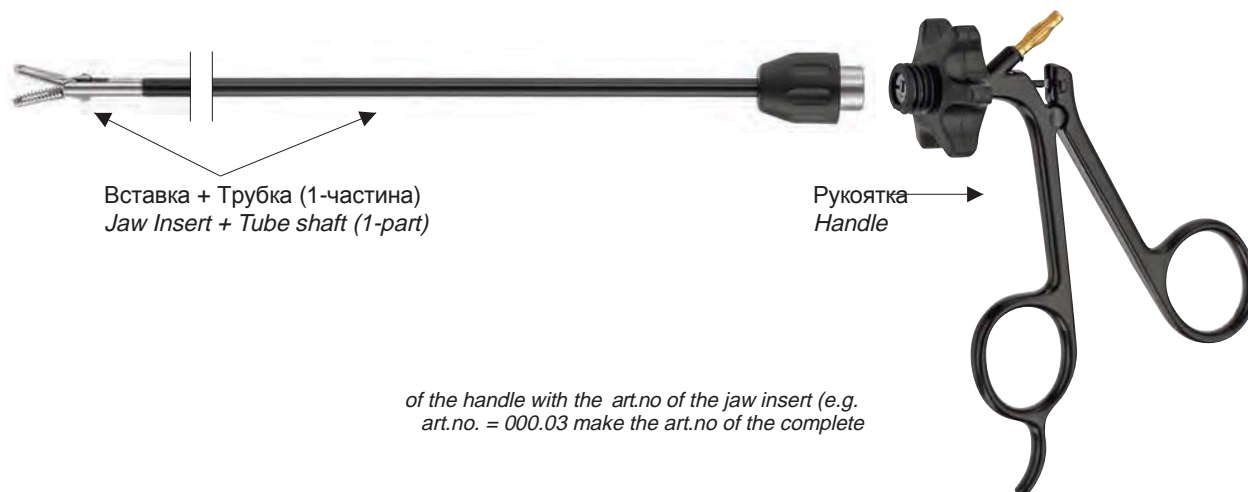 Вставка + Трубка (1-частина)
Jaw Insert + Tube shaft (1-part)
Рукоятка
Handle
of the handle with the art.no of the jaw insert (e.g.
art.no. = 000.03 make the art.no of the complete